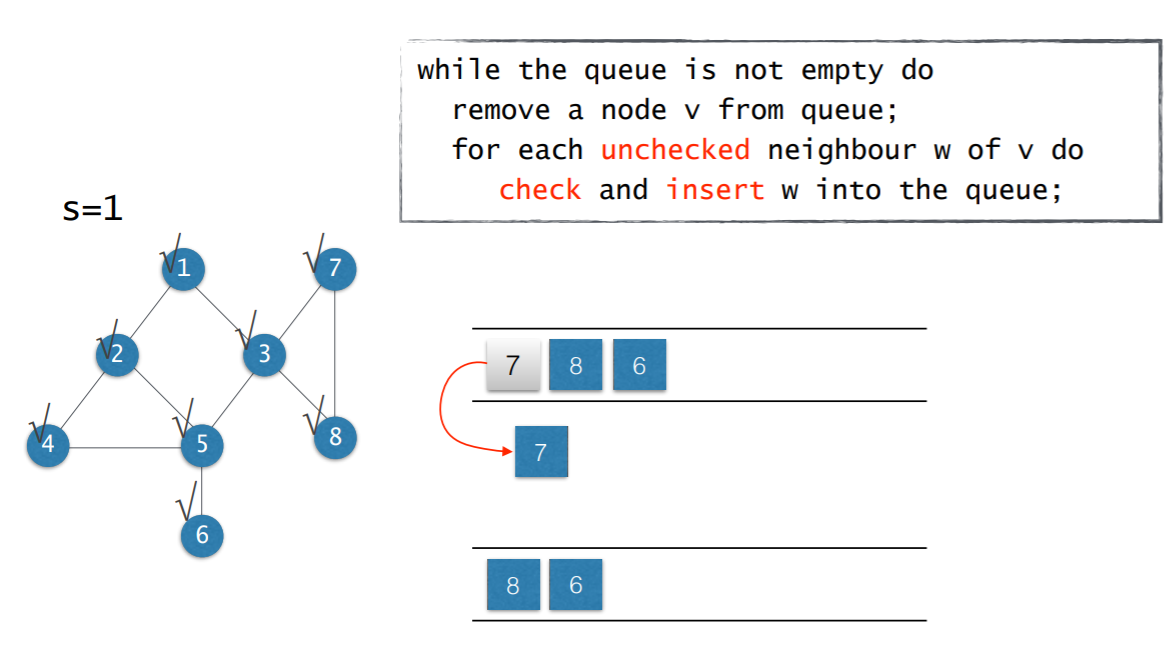 while the queue is not empty do
remove a node v from queue;
for each unchecked neighbour w of v do
check and insert w into the queue;
s=1
√1 √7
√2 √3
√4 √5 √8
√6
7 8 6
7
8 6